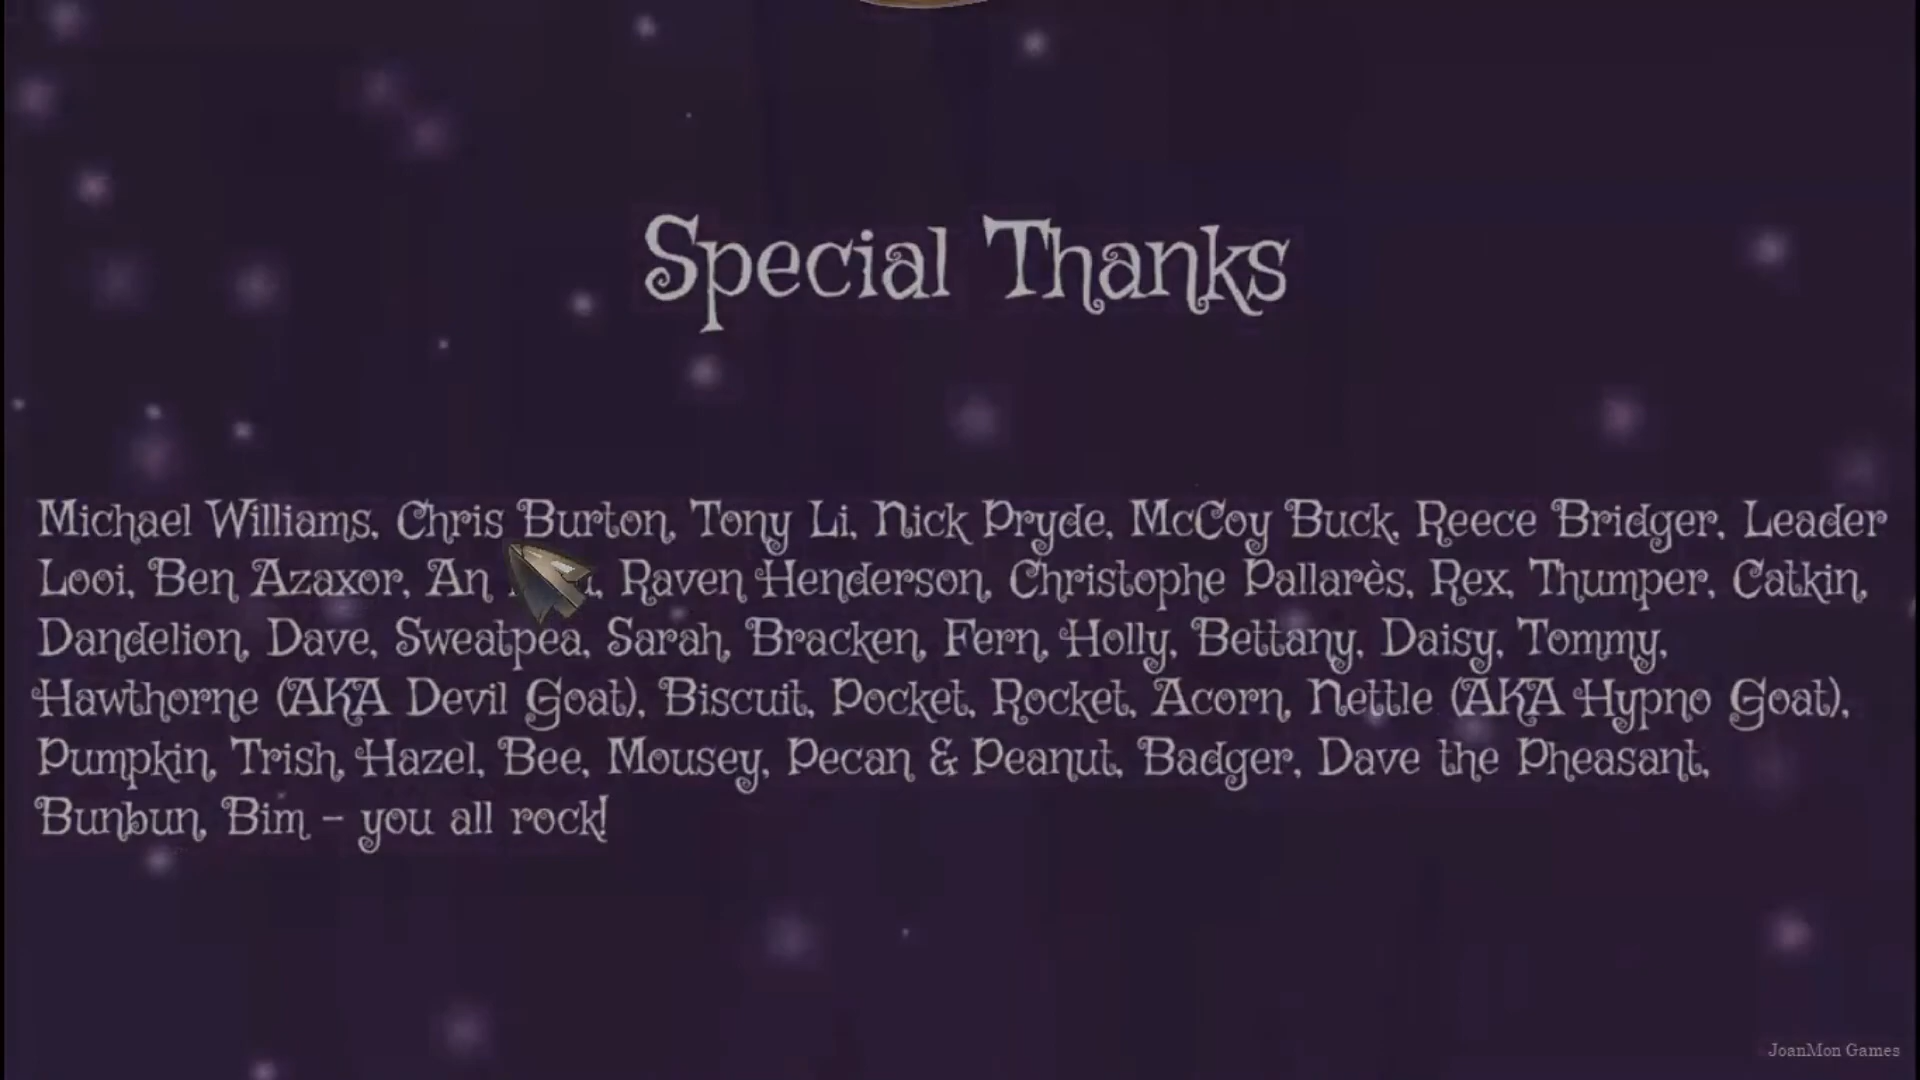 Special Thanks
Michael Williams, Chris Burton, Tony Li, Nick Pryde, McCoy Buck, Reece Bridger, Leader
Looi, Ben Azaxor, An Raven Henderson, Christophe Pallarès, Rex, Thumper, Catkin,
Dandelion, Dave, Sweatpea, Sarah, Bracken, Fern, Holly, Bettany, Daisy, Tommy,
Hawthorne (AKA Devil Goat), Biscuit, Pocket, Rocket, Acorn, Nettle (AKA Hypno Goat),
Pumpkin, Trish, Hazel, Bee, Mousey, Pecan & Peanut, Badger, Dave the Pheasant,
Bunbun, Bim - you all rock!
JoanMon Games